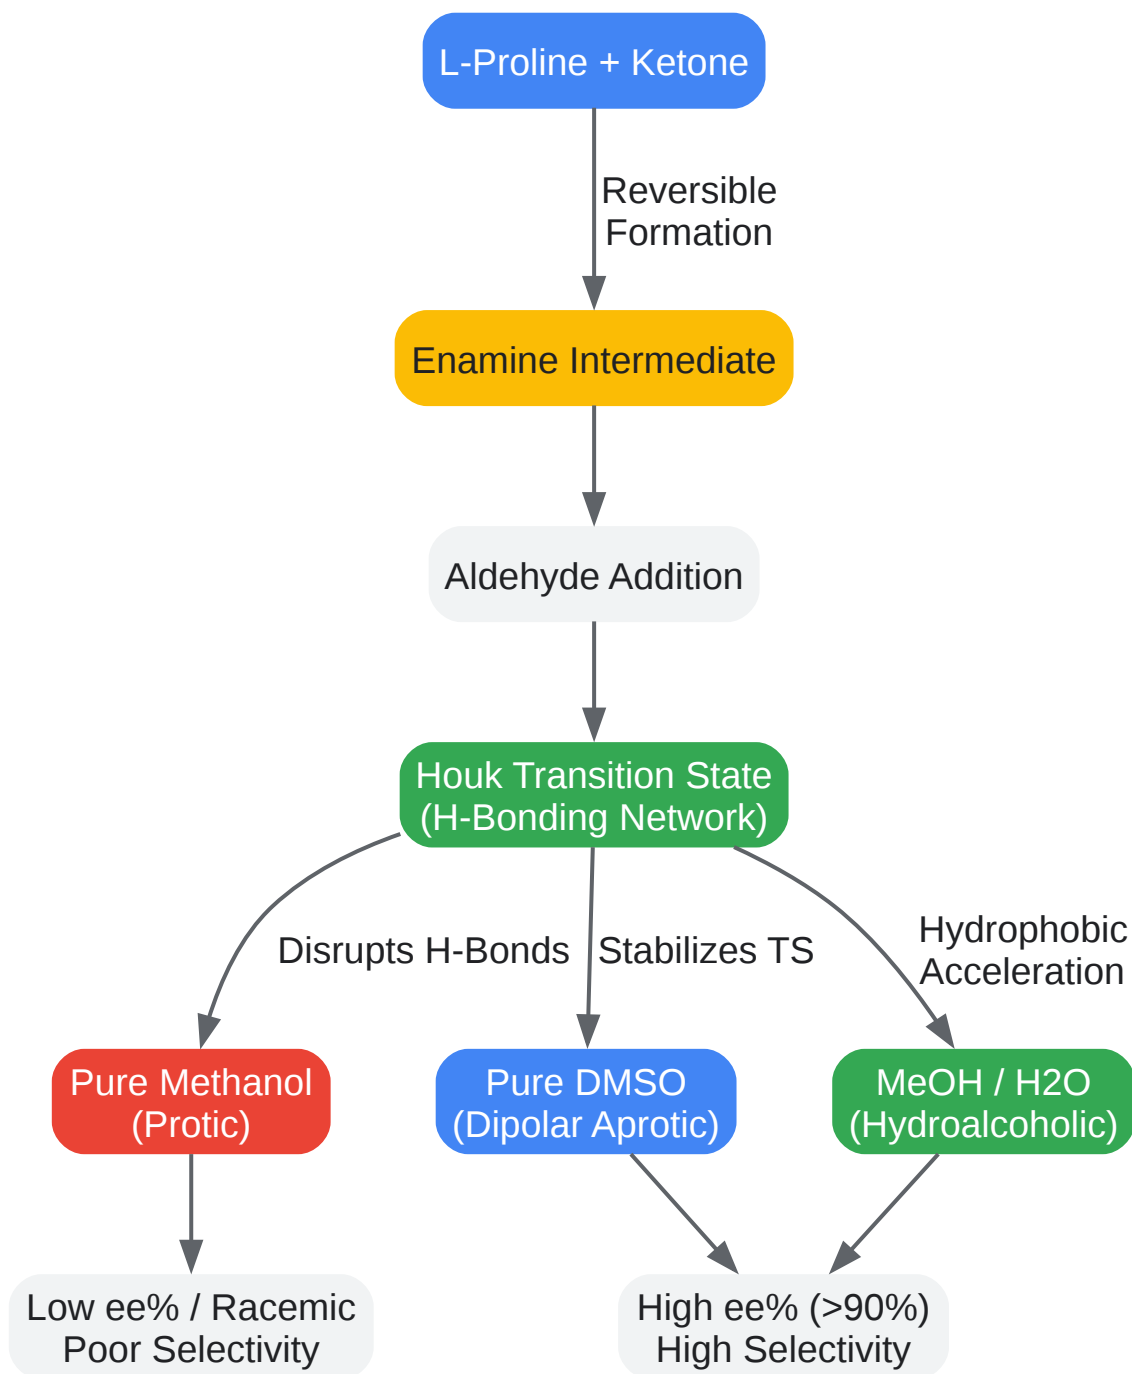 L-Proline + Ketone
Reversible
Formation
Enamine Intermediate
Aldehyde Addition
Houk Transition State
(H-Bonding Network)
Disrupts H-Bonds
Stabilizes TS
Hydrophobic
Acceleration
Pure Methanol
(Protic)
Pure DMSO
(Dipolar Aprotic)
MeOH / H2O
(Hydroalcoholic)
Low ee% / Racemic
Poor Selectivity
High ee% (>90%)
High Selectivity